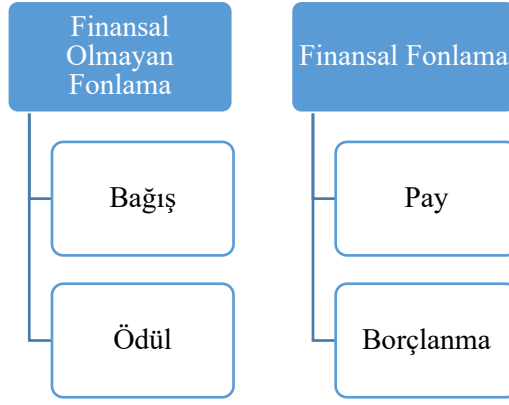 Finansal
Olmayan
Fonlama
Bağış
Ödül
Finansal Fonlama
Pay
Borçlanma